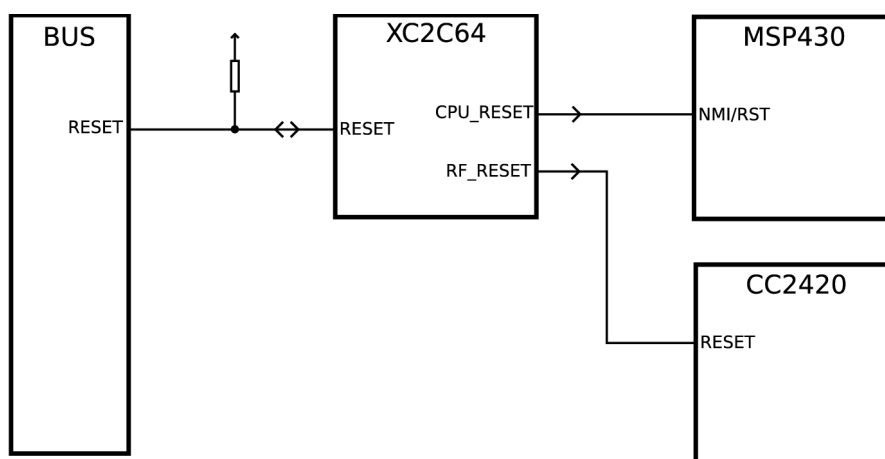 BUS
RESET
XC2C64
RESET
CPU_RESET
RF_RESET
MSP430
NMI/RST
CC2420
RESET